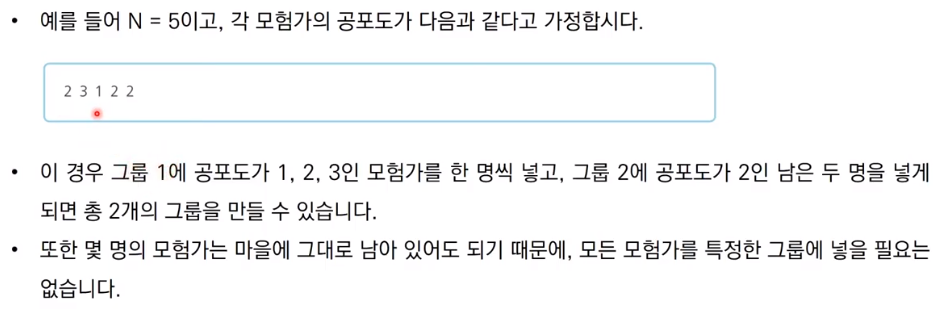 • 예를 들어 N = 5이고, 각 모험가의 공포도가 다음과 같다고 가정합시다.
2 3 1 2 2
• 이 경우 그룹 1에 공포도가 1, 2, 3인 모험가를 한 명씩 넣고, 그룹 2에 공포도가 2인 남은 두 명을 넣게
되면 총 2개의 그룹을 만들 수 있습니다.
• 또한 몇 명의 모험가는 마을에 그대로 남아 있어도 되기 때문에, 모든 모험가를 특정한 그룹에 넣을 필요는
없습니다.